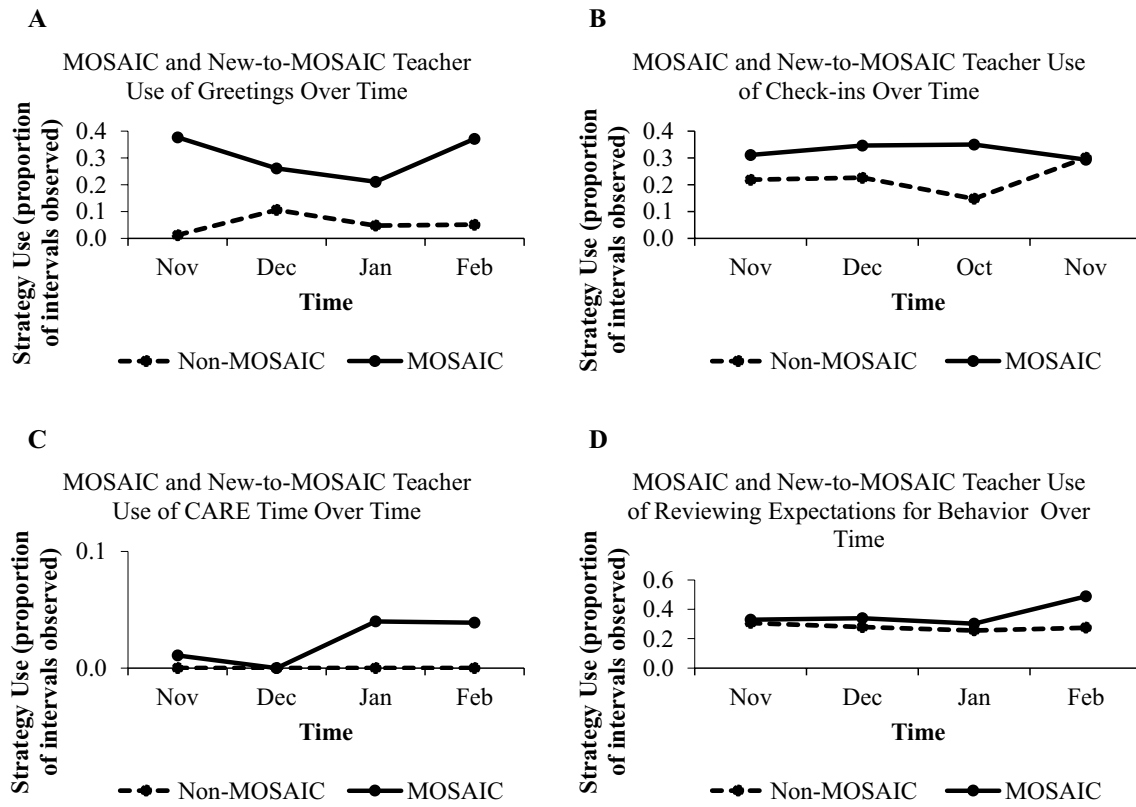 A
MOSAIC and New-to-MOSAIC Teacher
Use of Greetings Over Time
Strategy Use (proportion
of intervals observed)
0.4
0.3
0.2
0.1
0.0
Nov Dec Jan Feb
Time
Non-MOSAIC MOSAIC
B
MOSAIC and New-to-MOSAIC Teacher Use
of Check-ins Over Time
Strategy Use (proportion
of intervals observed)
0.4
0.3
0.2
0.1
0.0
Nov Dec Oct Nov
Time
Non-MOSAIC MOSAIC
C
MOSAIC and New-to-MOSAIC Teacher
Use of CARE Time Over Time
Strategy Use (proportion
of intervals observed)
0.1
0.0
Nov Dec Jan Feb
Time
Non-MOSAIC MOSAIC
D
MOSAIC and New-to-MOSAIC Teacher Use
of Reviewing Expectations for Behavior Over
Time
Strategy Use (proportion
of intervals observed)
0.6
0.4
0.2
0.0
Nov Dec Jan Feb
Time
Non-MOSAIC MOSAIC